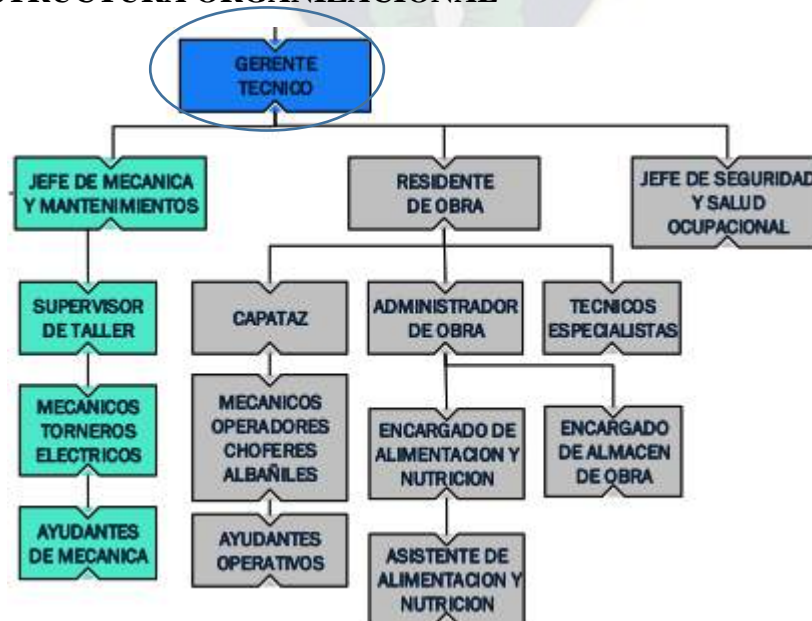 ESTRUCTURA ORGANIZACIONAL
GERENTE
TECNICO
JEFE DE MECANICA
Y MANTENIMIENTOS
RESIDENTE
DE OBRA
JEFE DE SEGURIDAD
Y SALUD
OCUPACIONAL
SUPERVISOR
DE TALLER
CAPATAZ
ADMINISTRADOR
DE OBRA
TECNICOS
ESPECIALISTAS
MECANICOS
TORNEROS
ELECTRICOS
MECANICOS
OPERADORES
CHOFERES
ALBAÑILES
ENCARGADO DE
ALIMENTACION Y
NUTRICION
ENCARGADO
DE ALMACEN
DE OBRA
AYUDANTES
DE MECANICA
AYUDANTES
OPERATIVOS
ASISTENTE DE
ALIMENTACION Y
NUTRICION